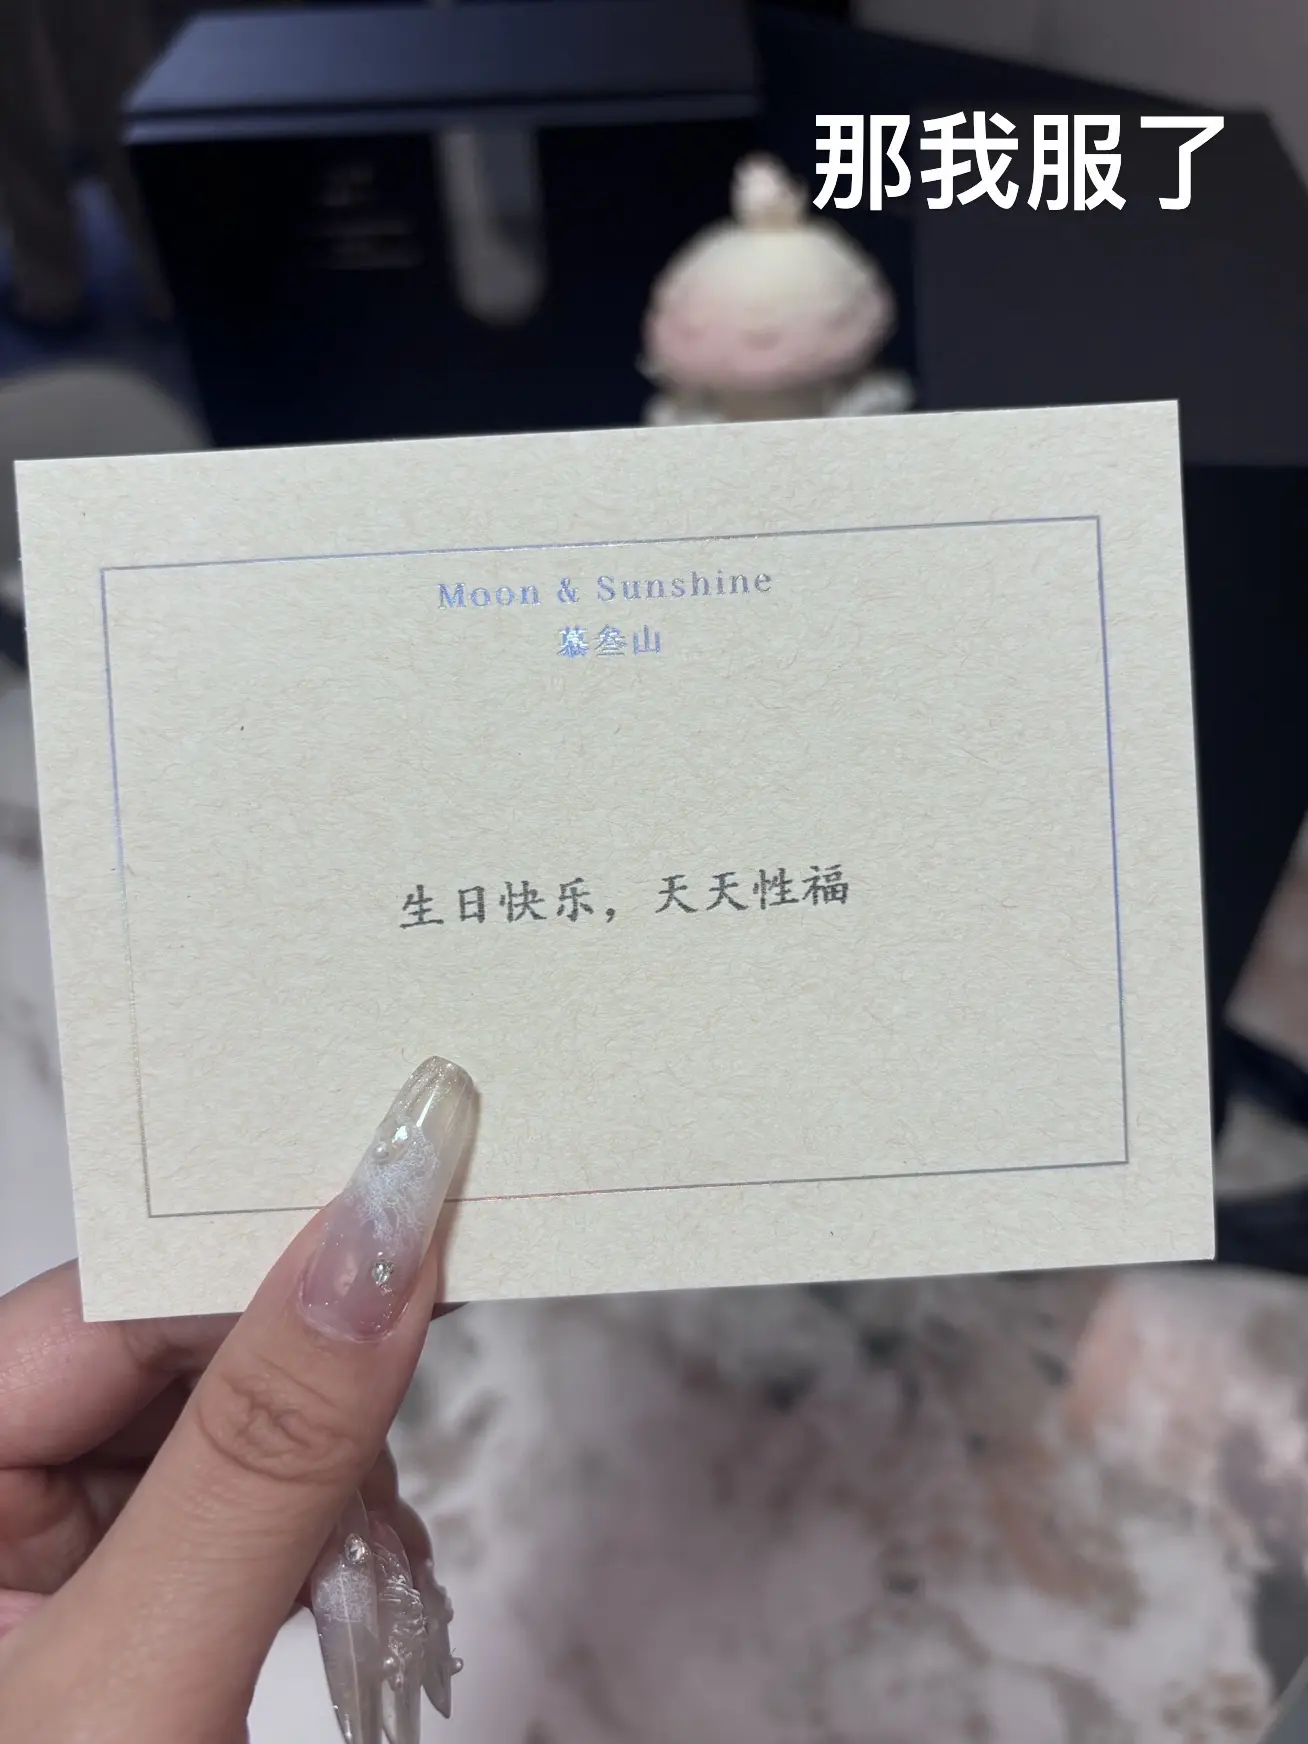 那我服了
Moon & Sunshine
慕叁山
生日快乐，天天性福